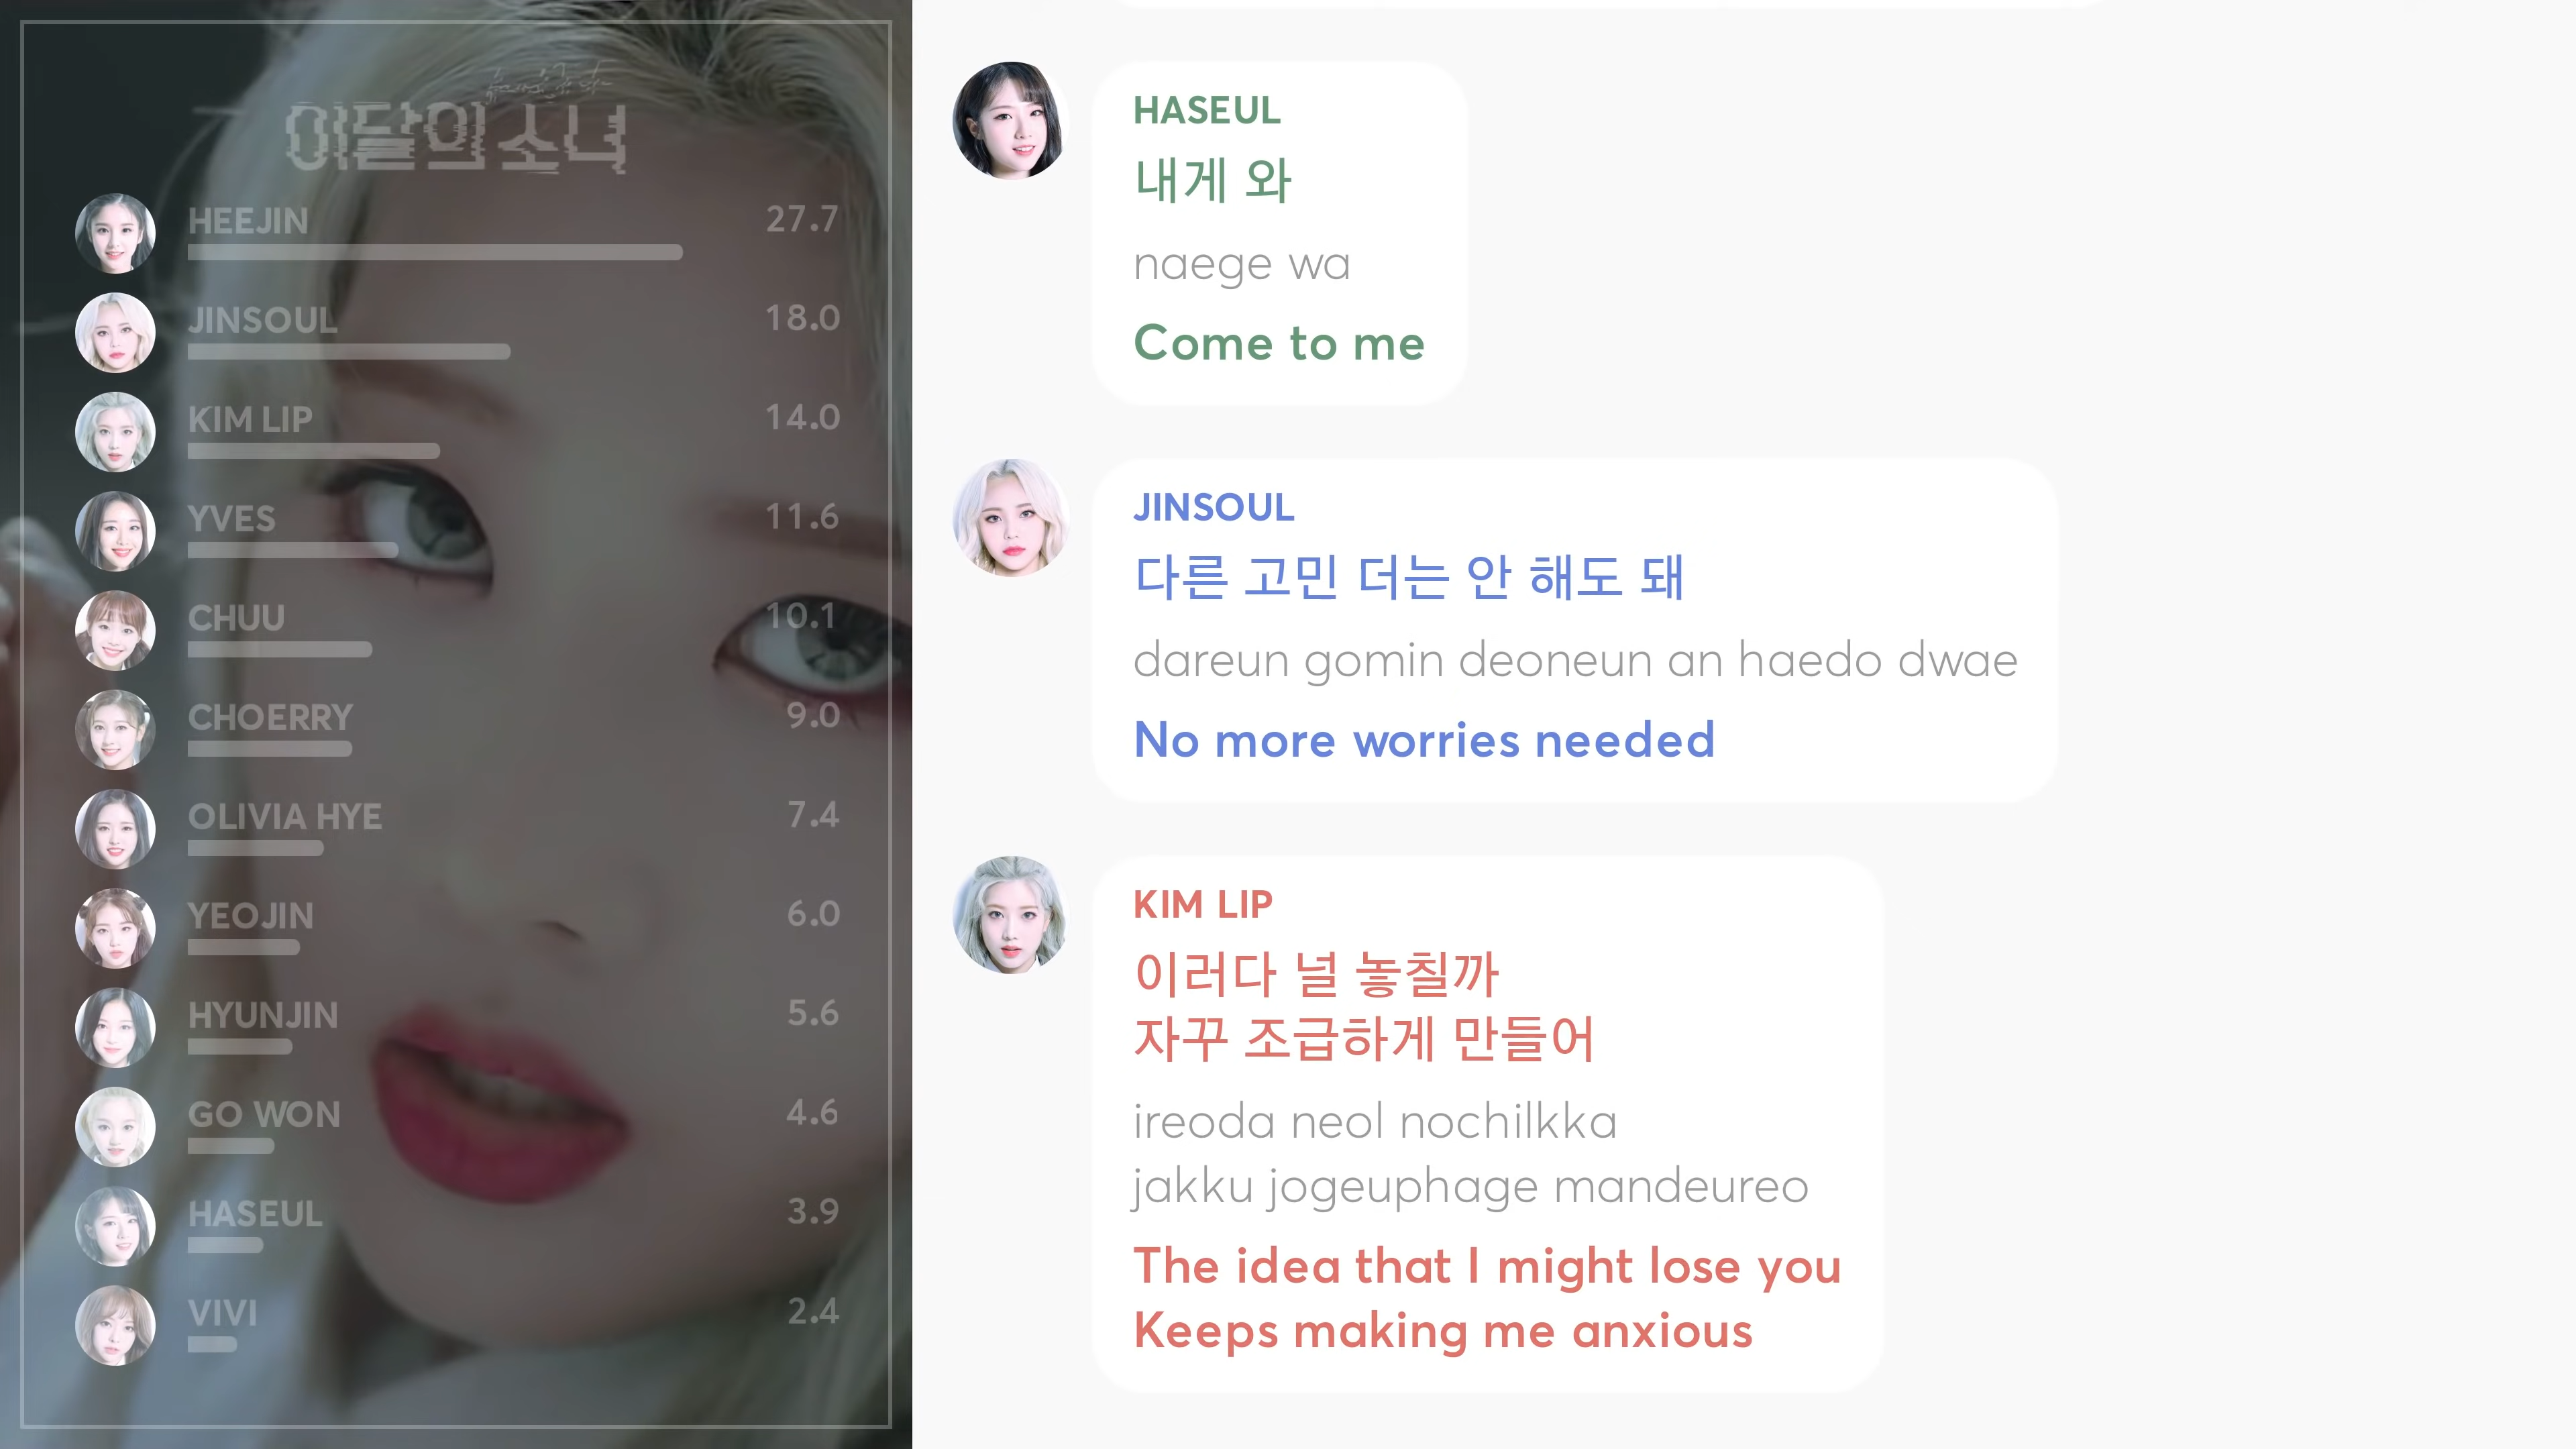 이달의 소녀
HEEJIN 27.7
JINSOUL 18.0
KIM LIP 14.0
YVES 11.6
CHUU 10.1
CHOERRY 9.0
OLIVIA HYE 7.4
YEOJIN 6.0
HYUNJIN 5.6
GO WON 4.6
HASEUL 3.9
VIVI 2.4
HASEUL
내게 와
naege wa
Come to me
JINSOUL
다른 고민 더는 안 해도 돼
dareun gomin deoneun an haedo dwae
No more worries needed
KIM LIP
이러다 널 놓칠까
자꾸 조급하게 만들어
ireoda neol nochilkka
jakku jogeuphage mandeureo
The idea that I might lose you
Keeps making me anxious